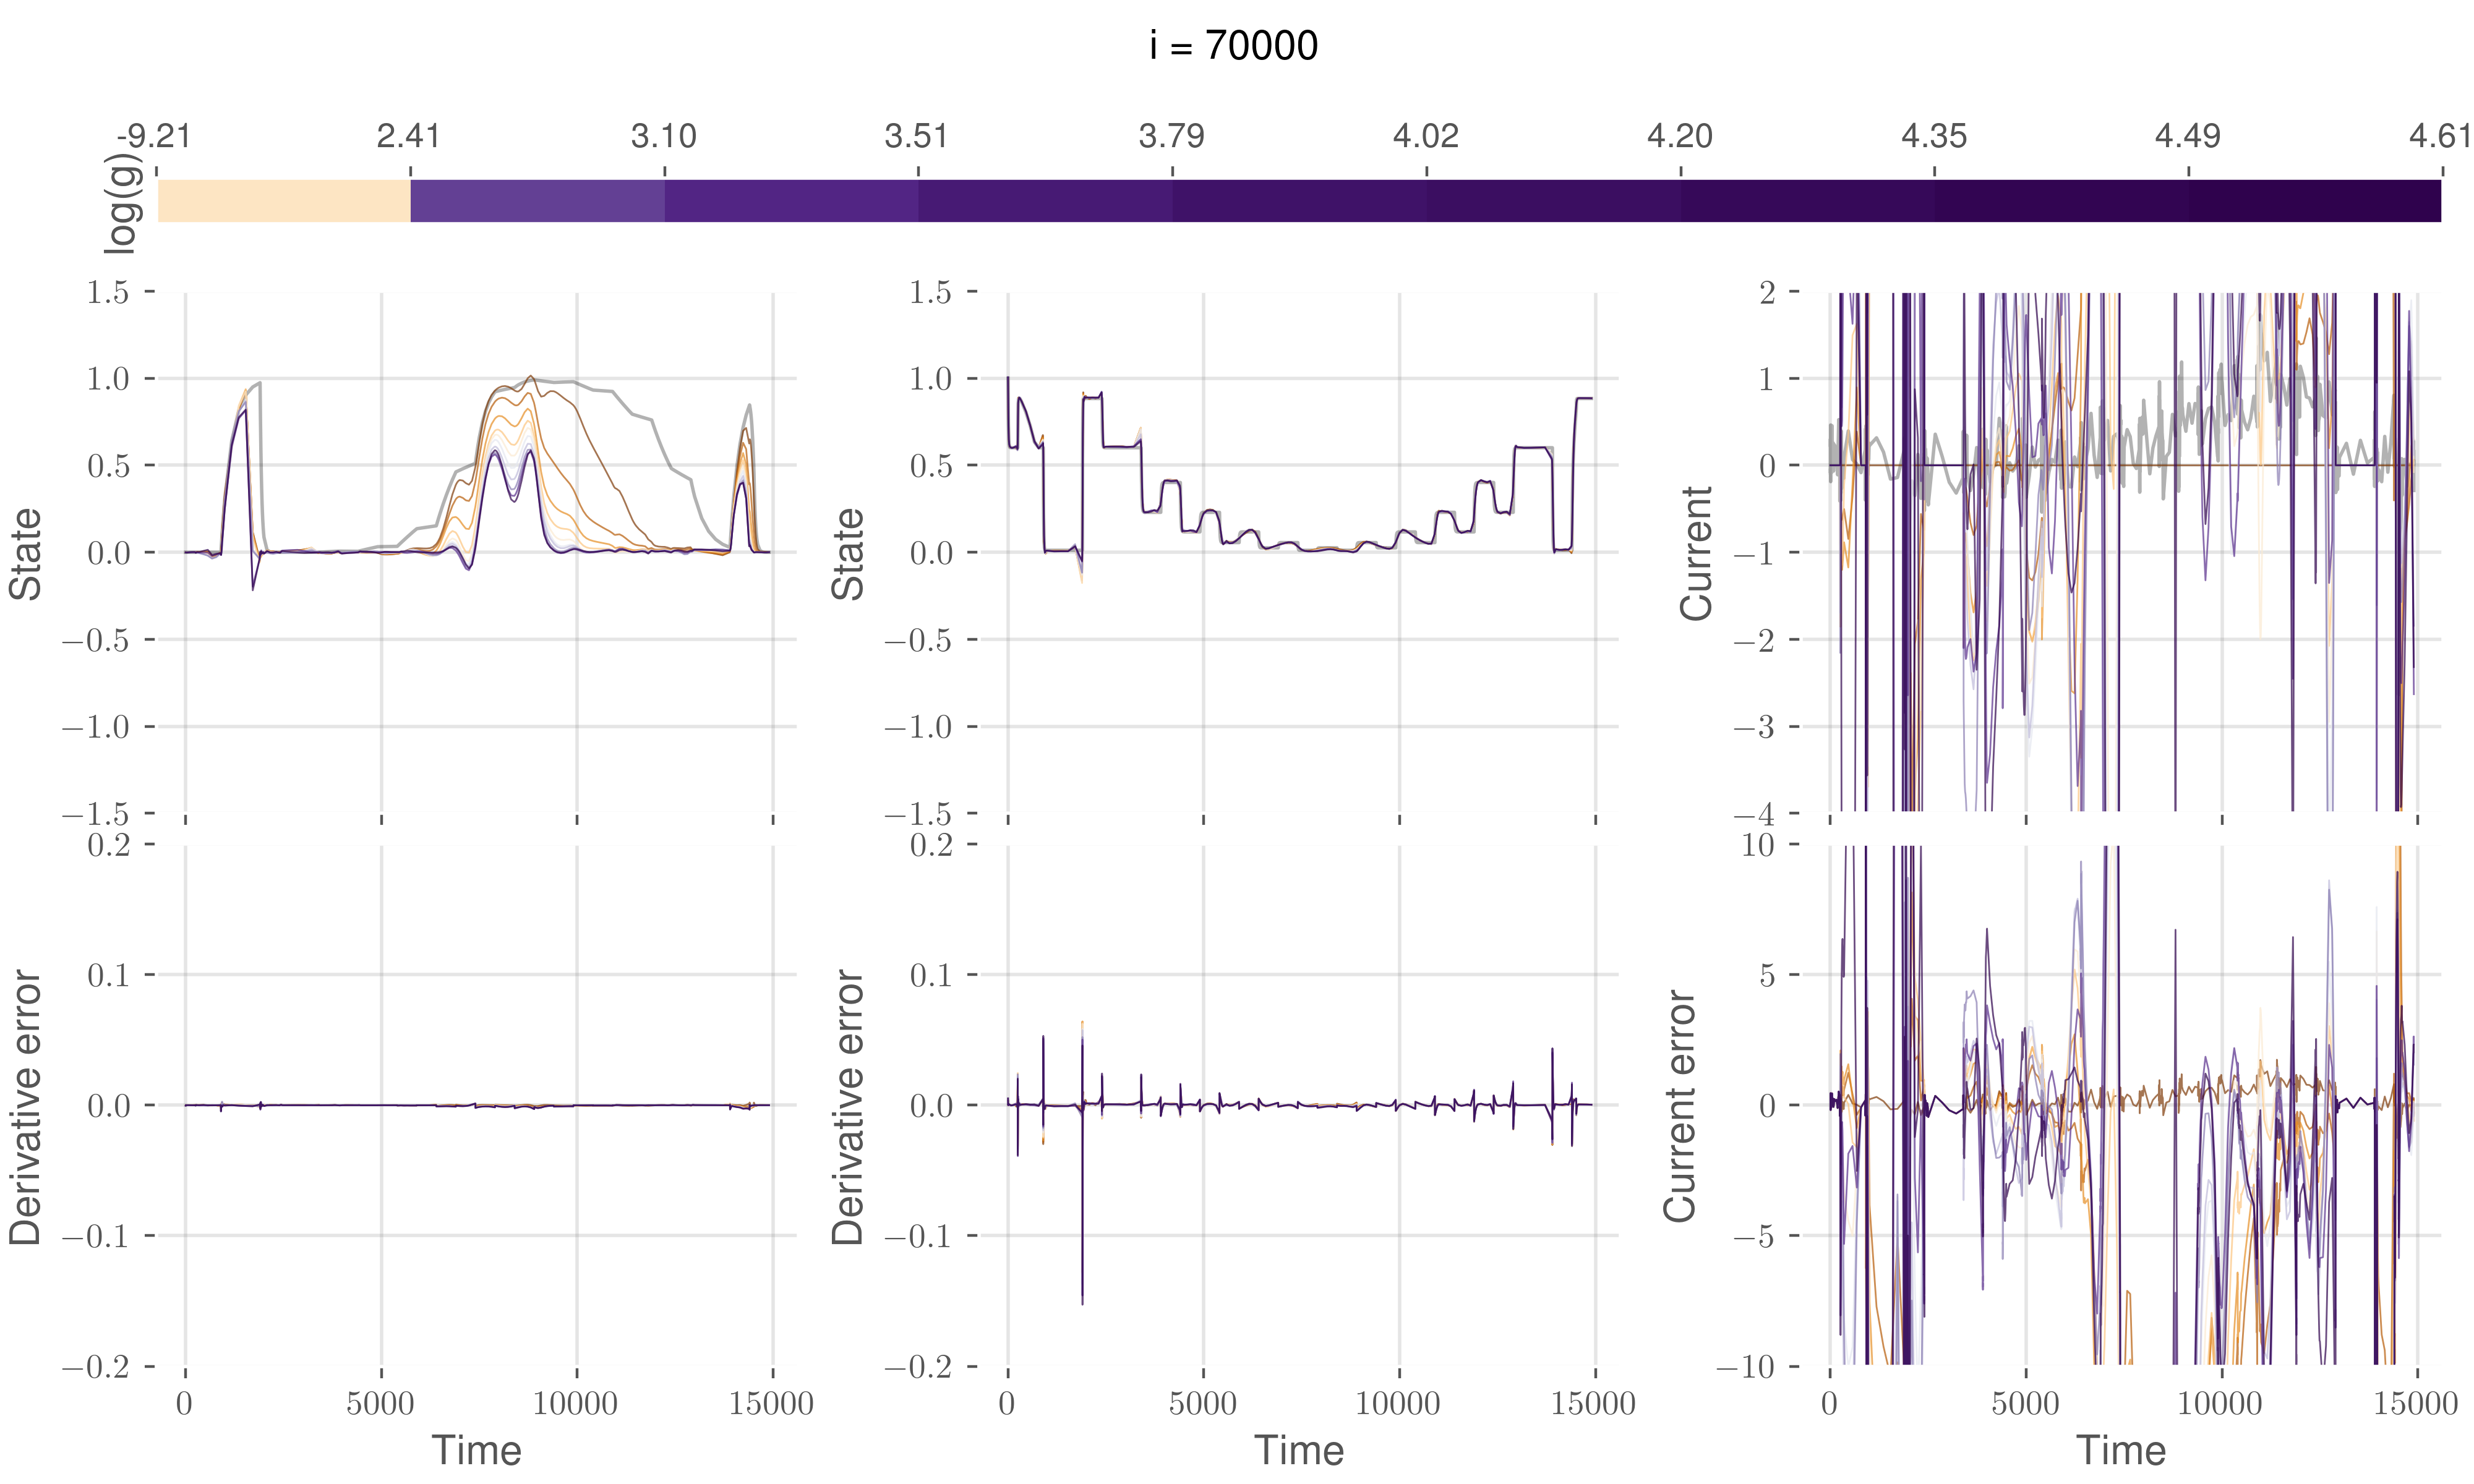 i = 70000
-9.21 2.41 3.10 3.51 3.79 4.02 4.20 4.35 4.49 4.61
log(g)
State
1.5
1.0
0.5
0.0
−0.5
−1.0
−1.5
State
1.5
1.0
0.5
0.0
−0.5
−1.0
−1.5
Current
2
1
0
−1
−2
−3
−4
Derivative error
0.2
0.1
0.0
−0.1
−0.2
0 5000 10000 15000
Time
Derivative error
0.2
0.1
0.0
−0.1
−0.2
0 5000 10000 15000
Time
Current error
10
5
0
−5
−10
0 5000 10000 15000
Time